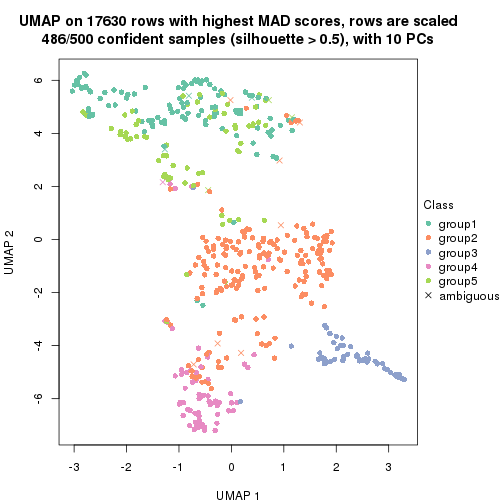 UMAP on 17630 rows with highest MAD scores, rows are scaled
486/500 confident samples (silhouette > 0.5), with 10 PCs
6
4
2
0
-2
-4
-6
UMAP 2
-3 -2 -1 0 1 2 3
UMAP 1
Class
group1
group2
group3
group4
group5
ambiguous